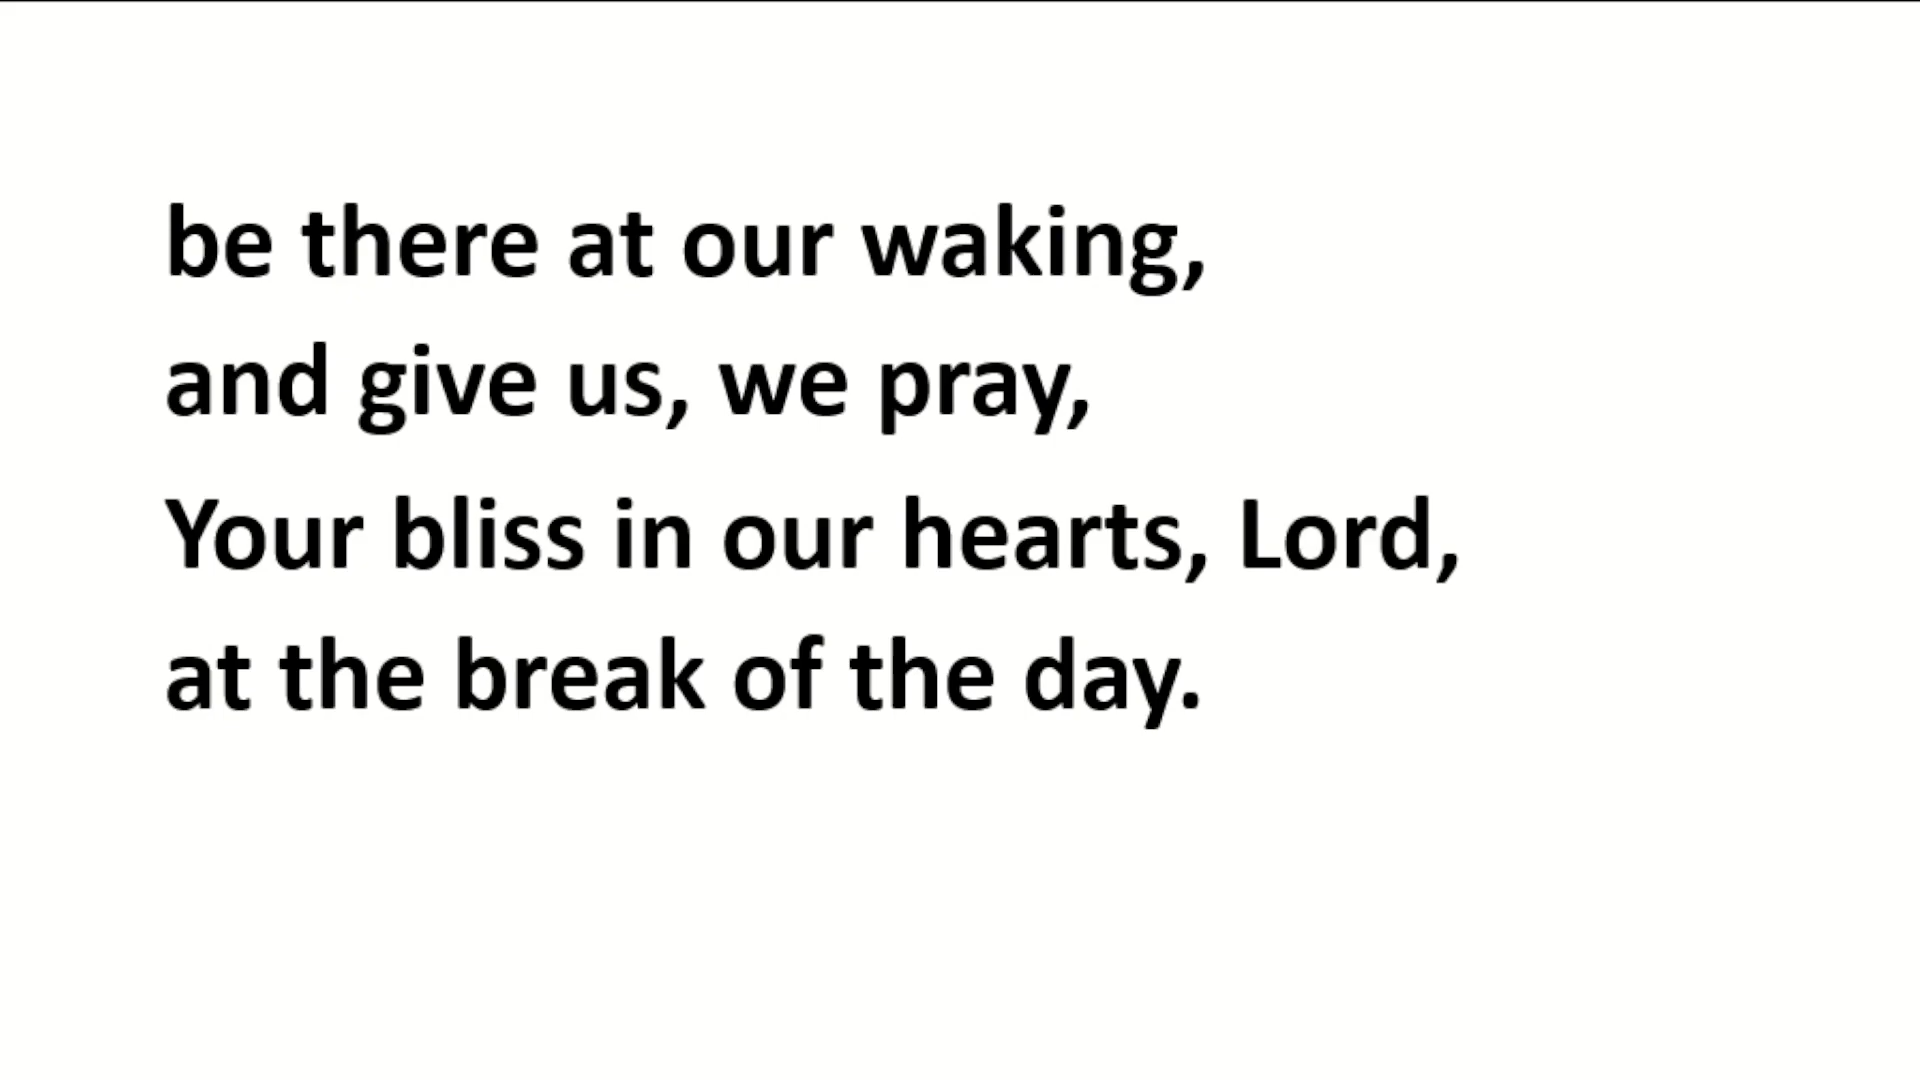 be there at our waking,
and give us, we pray,
Your bliss in our hearts, Lord,
at the break of the day.